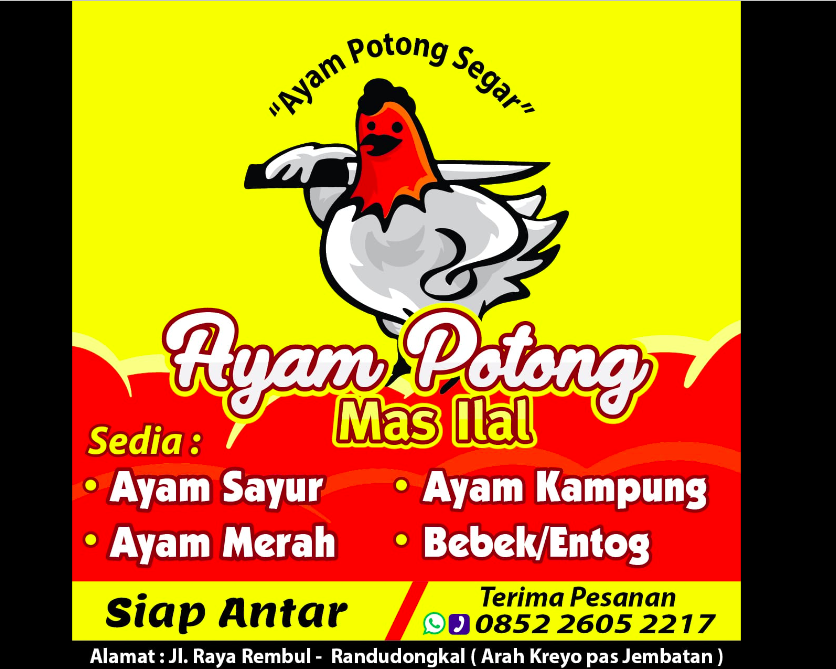 “Ayam Potong Segar”
Ayam Potong
Mas Ilal
Sedia :
• Ayam Sayur
• Ayam Kampung
• Ayam Merah
• Bebek/Entog
Siap Antar
Terima Pesanan
0852 2605 2217
Alamat : Jl. Raya Rembul - Randudongkal ( Arah Kreyo pas Jembatan )